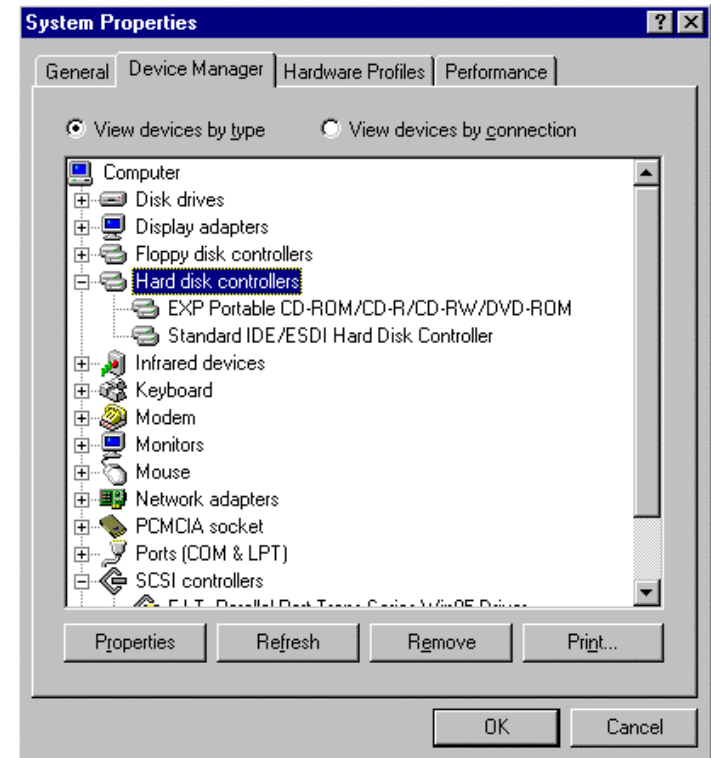 System Properties
General Device Manager Hardware Profiles Performance
View devices by type View devices by connection
Computer
Disk drives
Display adapters
Floppy disk controllers
Hard disk controllers
EXP Portable CD-ROM/CD-R/CD-RW/DVD-ROM
Standard IDE/ESDI Hard Disk Controller
Infrared devices
Keyboard
Modem
Monitors
Mouse
Network adapters
PCMCIA socket
Ports (COM & LPT)
SCSI controllers
Properties Refresh Remove Print...
OK Cancel